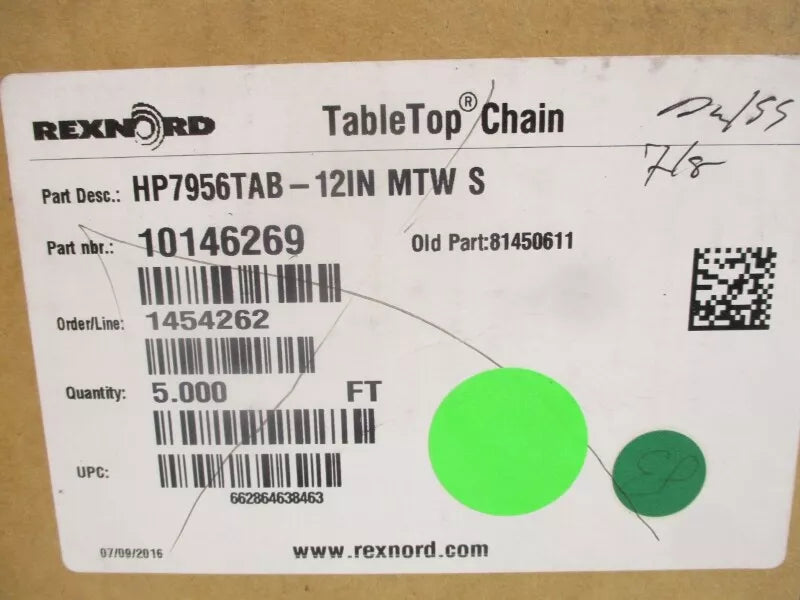 REXNORD TableTop® Chain
7/8
Part Desc.: HP7956TAB-12IN MTW S
Part nbr.: 10146269 Old Part:81450611
Order/Line: 1454262
Quantity: 5.000 FT
UPC:
662864638463
07/09/2016 www.rexnord.com